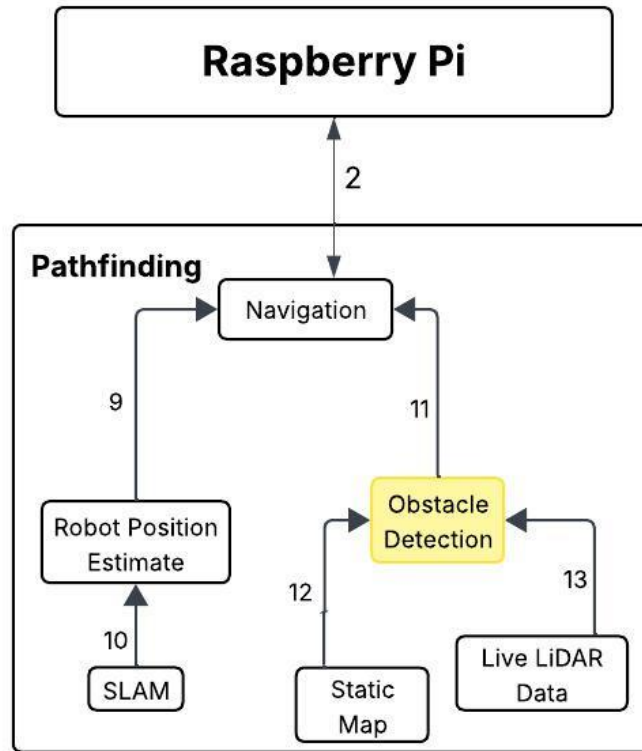 Raspberry Pi
2
Pathfinding
Navigation
9
11
Obstacle
Detection
Robot Position
Estimate
12
13
10
SLAM
Static
Map
Live LiDAR
Data